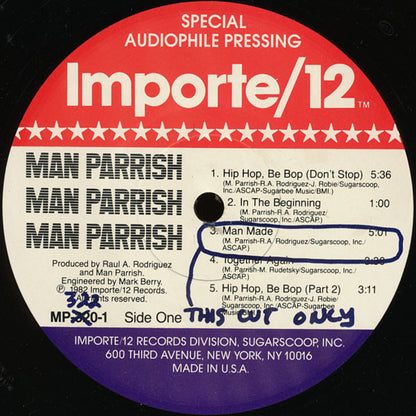 SPECIAL
AUDIOPHILE PRESSING
Importe/12 TM
MAN PARRISH
MAN PARRISH
MAN PARRISH
1. Hip Hop, Be Bop (Don't Stop) 5:36
(M. Parrish-R.A. Rodriguez-J. Robie/Sugarscoop,
Inc./ASCAP-Sugarbee Music/BMI.)
2. In The Beginning 1:00
(M. Parrish-R.A. Rodriguez/
Sugarscoop, Inc./ASCAP.)
3. Man Made 5:01
(M. Parrish-R.A. Rodriguez/Sugarscoop, Inc./
ASCAP.)
4. Together Again
(M. Parrish-M. Rudetsky/Sugarscoop, Inc./
ASCAP.)
5. Hip Hop, Be Bop (Part 2) 3:11
(M. Parrish-R.A. Rodriguez-J. Robie/Sugarscoop,
Inc./ASCAP-Sugarbee
Produced by Raul A. Rodriguez
and Man Parrish.
Engineered by Mark Berry.
℗ 1982 Importe/12 Records.
All rights reserved.
322
MP-320-1 Side One
THIS CUT ONLY
IMPORTE/12 RECORDS DIVISION, SUGARSCOOP, INC.
600 THIRD AVENUE, NEW YORK, NY 10016
MADE IN U.S.A.